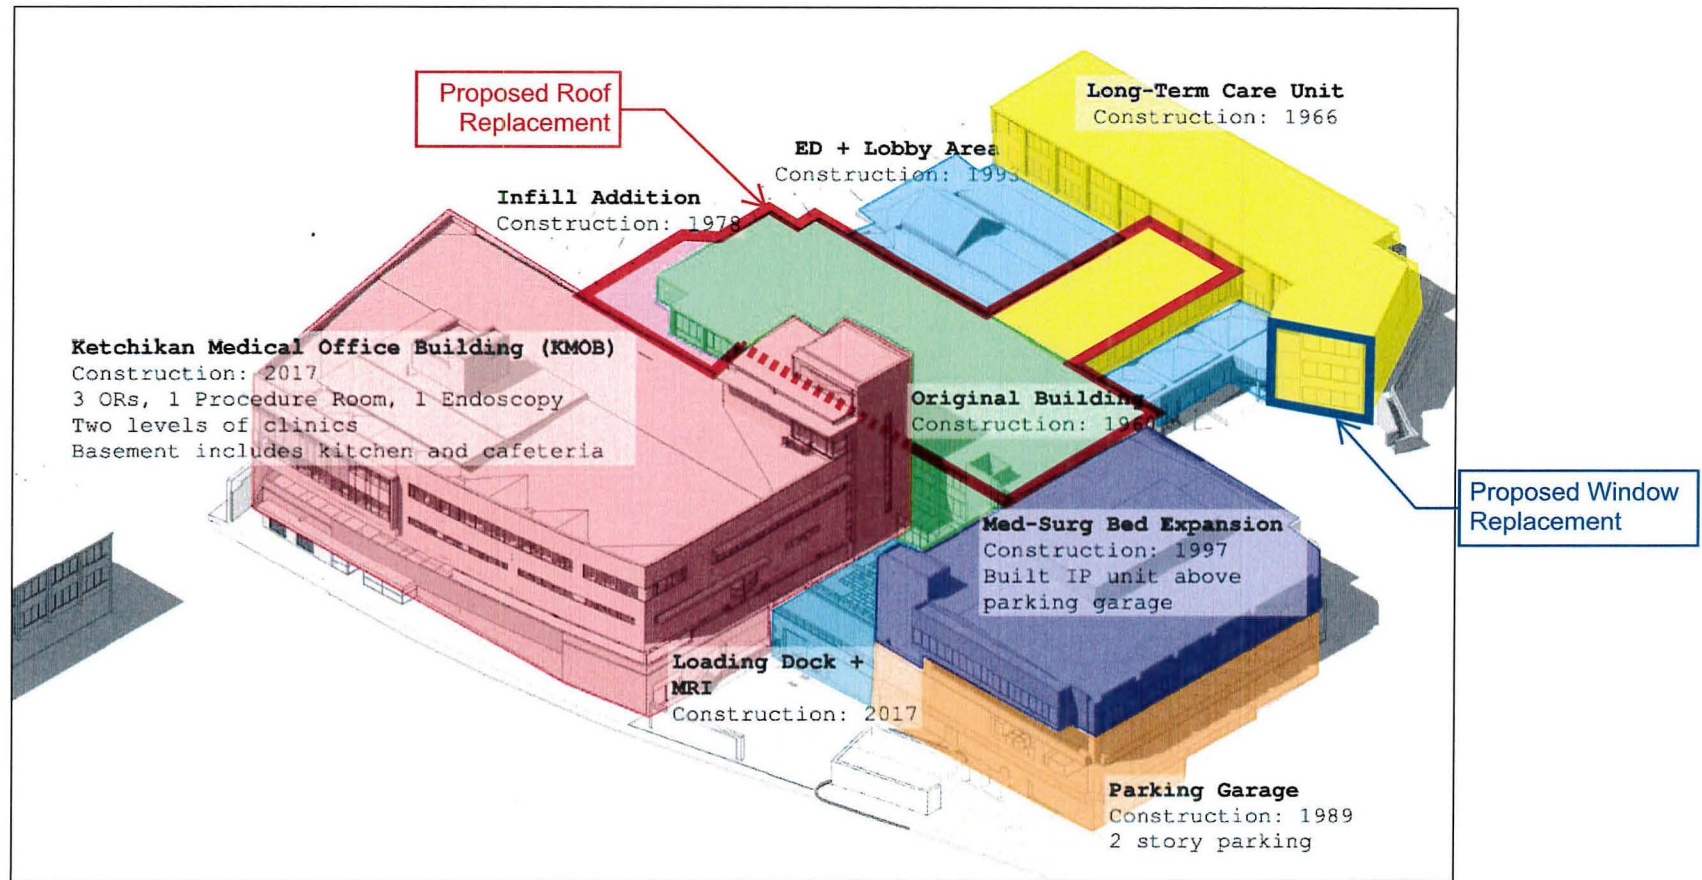 Proposed Roof
Replacement
Long-Term Care Unit
Construction: 1966
ED + Lobby Area
Construction: 1993
Infill Addition
Construction: 1978
Ketchikan Medical Office Building (KMOB)
Construction: 2017
3 ORs, 1 Procedure Room, 1 Endoscopy
Two levels of clinics
Basement includes kitchen and cafeteria
Original Building
Construction:
Proposed Window
Replacement
Med-Surg Bed Expansion
Construction: 1997
Built IP unit above
parking garage
Loading Dock +
MRI
Construction: 2017
Parking Garage
Construction: 1989
2 story parking